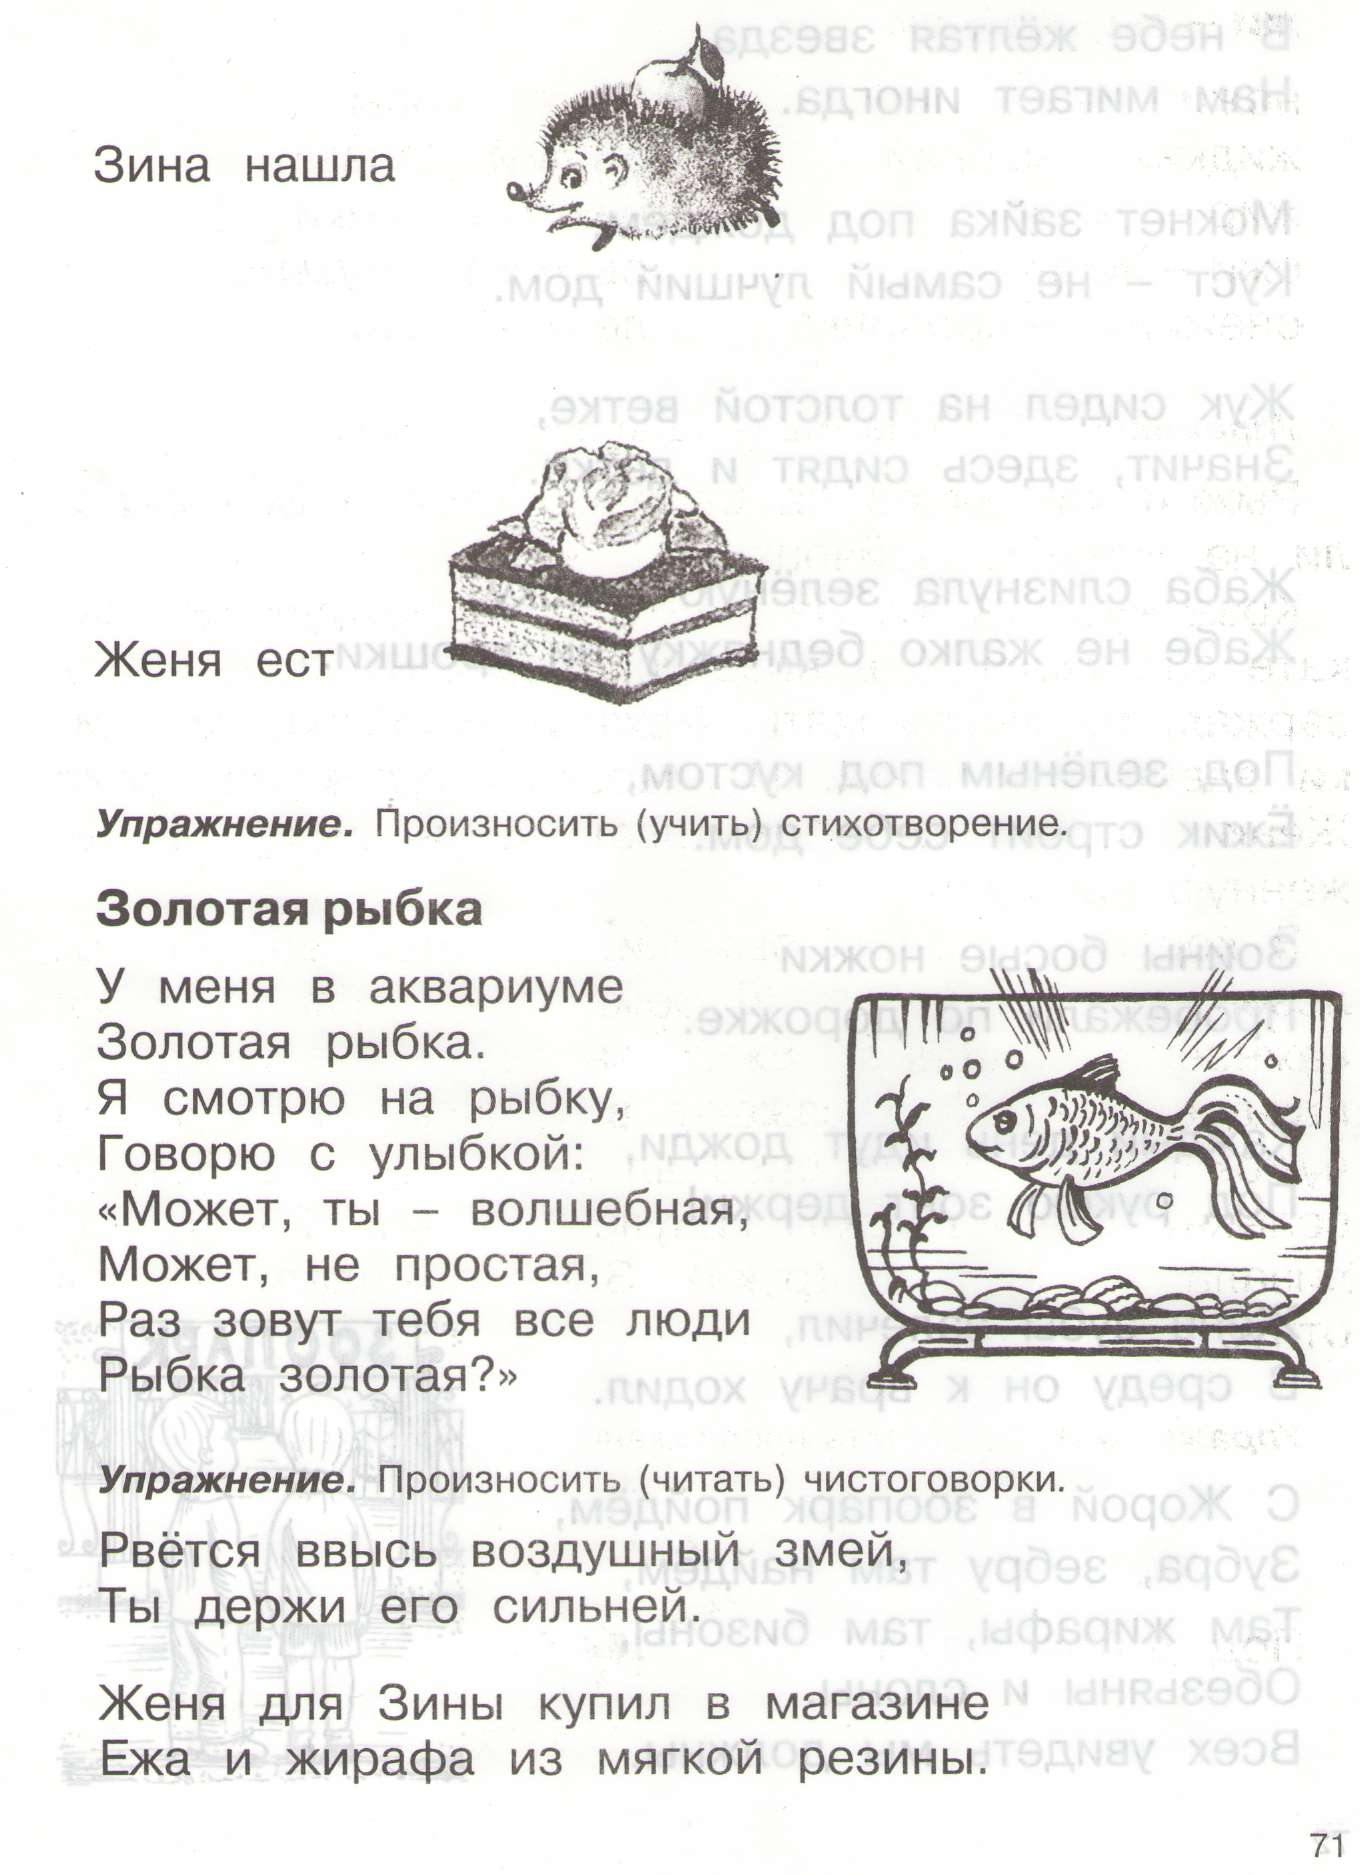 Зина нашла
Женя ест
Упражнение. Произносить (учить) стихотворение.
Золотая рыбка
У меня в аквариуме
Золотая рыбка.
Я смотрю на рыбку,
Говорю с улыбкой:
«Может, ты – волшебная,
Может, не простая,
Раз зовут тебя все люди
Рыбка золотая?»
Упражнение. Произносить (читать) чистоговорки.
Рвётся ввысь воздушный змей,
Ты держи его сильней.
Женя для Зины купил в магазине
Ежа и жирафа из мягкой резины.
71